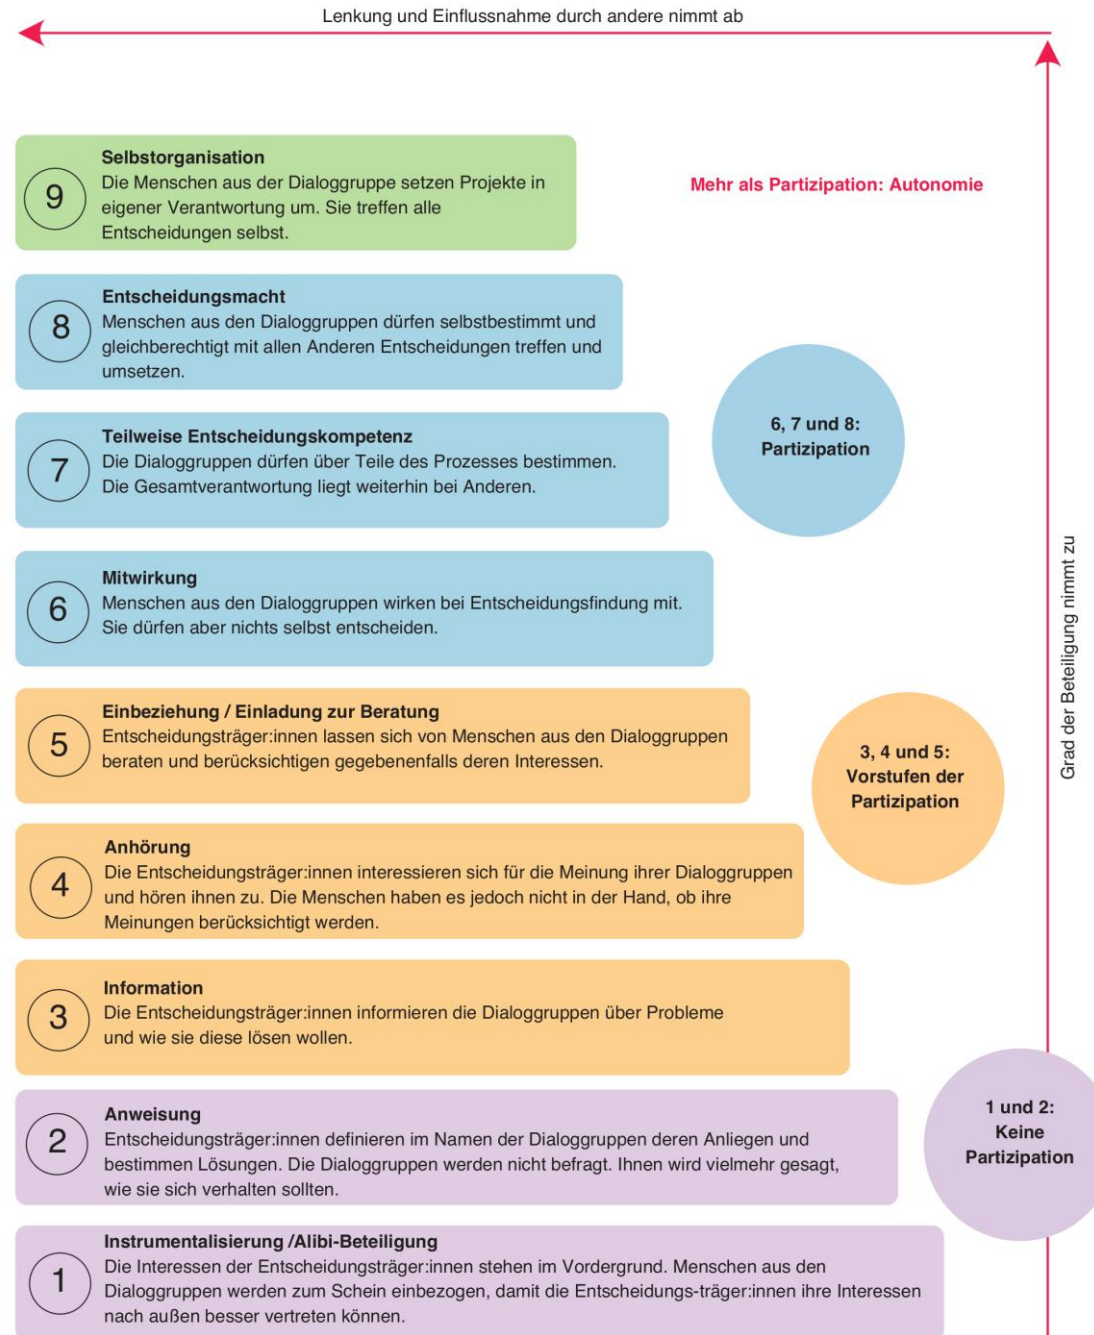 Lenkung und Einflussnahme durch andere nimmt ab
9
Selbstorganisation
Die Menschen aus der Dialoggruppe setzen Projekte in
eigener Verantwortung um. Sie treffen alle
Entscheidungen selbst.
Mehr als Partizipation: Autonomie
8
Entscheidungsmacht
Menschen aus den Dialoggruppen dürfen selbstbestimmt und
gleichberechtigt mit allen Anderen Entscheidungen treffen und
umsetzen.
7
Teilweise Entscheidungskompetenz
Die Dialoggruppen dürfen über Teile des Prozesses bestimmen.
Die Gesamtverantwortung liegt weiterhin bei Anderen.
6, 7 und 8:
Partizipation
6
Mitwirkung
Menschen aus den Dialoggruppen wirken bei Entscheidungsfindung mit.
Sie dürfen aber nichts selbst entscheiden.
Grad der Beteiligung nimmt zu
5
Einbeziehung / Einladung zur Beratung
Entscheidungsträger:innen lassen sich von Menschen aus den Dialoggruppen
beraten und berücksichtigen gegebenenfalls deren Interessen.
3, 4 und 5:
Vorstufen der
Partizipation
4
Anhörung
Die Entscheidungsträger:innen interessieren sich für die Meinung ihrer Dialoggruppen
und hören ihnen zu. Die Menschen haben es jedoch nicht in der Hand, ob ihre
Meinungen berücksichtigt werden.
3
Information
Die Entscheidungsträger:innen informieren die Dialoggruppen über Probleme
und wie sie diese lösen wollen.
2
Anweisung
Entscheidungsträger:innen definieren im Namen der Dialoggruppen deren Anliegen und
bestimmen Lösungen. Die Dialoggruppen werden nicht befragt. Ihnen wird vielmehr gesagt,
wie sie sich verhalten sollten.
1 und 2:
Keine
Partizipation
1
Instrumentalisierung /Alibi-Beteiligung
Die Interessen der Entscheidungsträger:innen stehen im Vordergrund. Menschen aus den
Dialoggruppen werden zum Schein einbezogen, damit die Entscheidungs-träger:innen ihre Interessen
nach außen besser vertreten können.